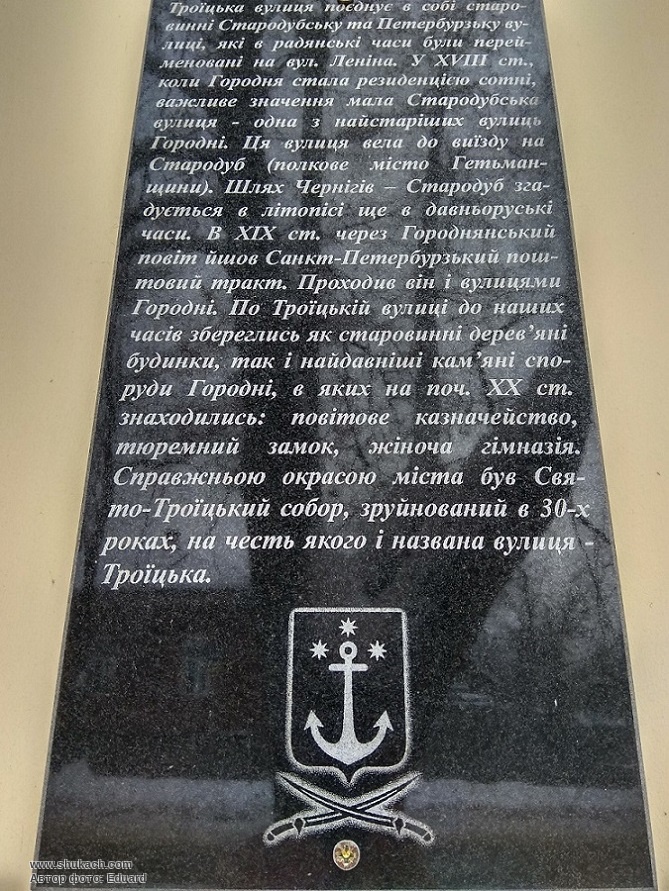 Троїцька вулиця поєднує в собі старо-
винні Стародубську та Петербурзьку ву-
лиці, які в радянські часи були перей-
меновані на вул. Леніна. У XVIII ст.,
коли Городня стала резиденцією сотні,
важливе значення мала Стародубська
вулиця - одна з найстаріших вулиць
Городні. Ця вулиця вела до виїзду на
Стародуб (полкове місто Гетьман-
щини). Шлях Чернігів – Стародуб зга-
дується в літопісі ще в давньоруські
часи. В XIX ст. через Городнянський
повіт йшов Санкт-Петербурзький пош-
товий тракт. Проходив він і вулицями
Городні. По Троїцькій вулиці до наших
часів збереглись як старовинні дерев’яні
будинки, так і найдавніші кам’яні спо-
руди Городні, в яких на поч. XX ст.
знаходились: повітове казначейство,
тюремний замок, жіноча гімназія.
Справжньою окрасою міста був Свя-
то-Троїцький собор, зруйнований в 30-х
роках, на честь якого і названа вулиця -
Троїцька.
www.shukach.com
Автор фото: Eduard